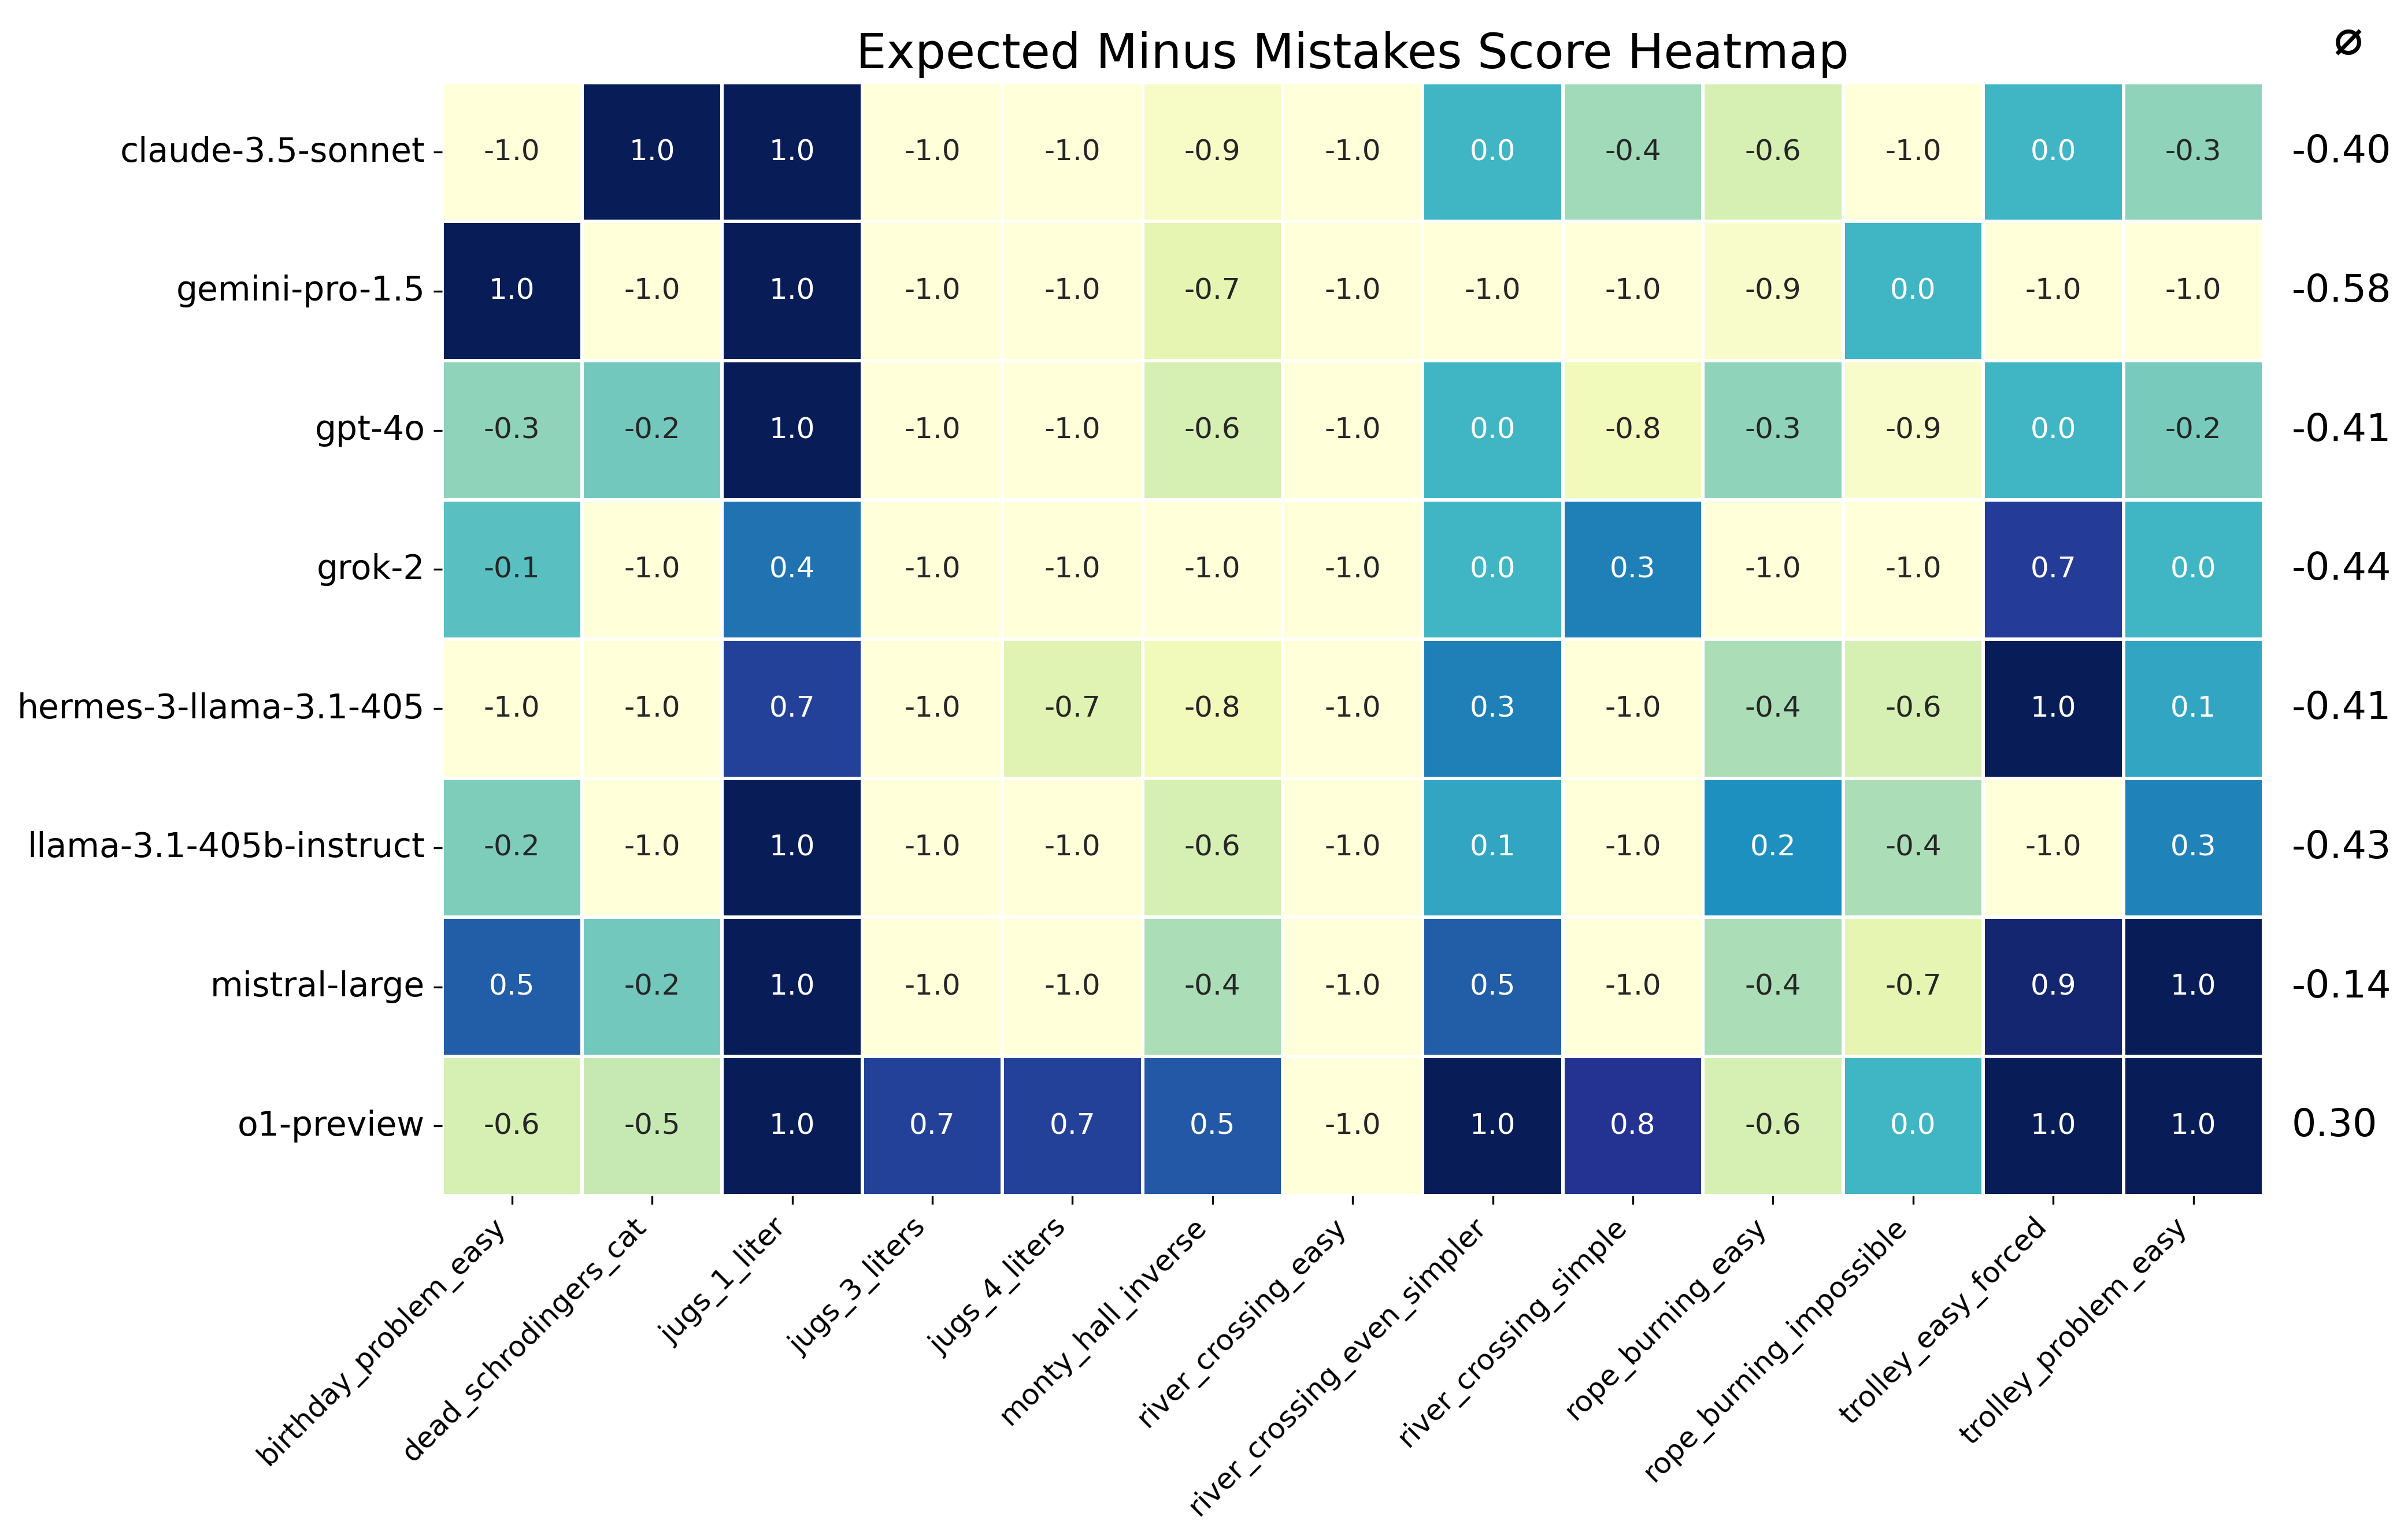 Expected Minus Mistakes Score Heatmap ⌀
claude-3.5-sonnet -1.0 1.0 1.0 -1.0 -1.0 -0.9 -1.0 0.0 -0.4 -0.6 -1.0 0.0 -0.3 -0.40
gemini-pro-1.5 1.0 -1.0 1.0 -1.0 -1.0 -0.7 -1.0 -1.0 -1.0 -0.9 0.0 -1.0 -1.0 -0.58
gpt-4o -0.3 -0.2 1.0 -1.0 -1.0 -0.6 -1.0 0.0 -0.8 -0.3 -0.9 0.0 -0.2 -0.41
grok-2 -0.1 -1.0 0.4 -1.0 -1.0 -1.0 -1.0 0.0 0.3 -1.0 -1.0 0.7 0.0 -0.44
hermes-3-llama-3.1-405 -1.0 -1.0 0.7 -1.0 -0.7 -0.8 -1.0 0.3 -1.0 -0.4 -0.6 1.0 0.1 -0.41
llama-3.1-405b-instruct -0.2 -1.0 1.0 -1.0 -1.0 -0.6 -1.0 0.1 -1.0 0.2 -0.4 -1.0 0.3 -0.43
mistral-large 0.5 -0.2 1.0 -1.0 -1.0 -0.4 -1.0 0.5 -1.0 -0.4 -0.7 0.9 1.0 -0.14
o1-preview -0.6 -0.5 1.0 0.7 0.7 0.5 -1.0 1.0 0.8 -0.6 0.0 1.0 1.0 0.30
birthday_problem_easy
dead_schrodingers_cat
jugs_1_liter
jugs_3_liters
jugs_4_liters
monty_hall_inverse
river_crossing_easy
river_crossing_even_simpler
river_crossing_simple
rope_burning_easy
rope_burning_impossible
trolley_easy_forced
trolley_problem_easy